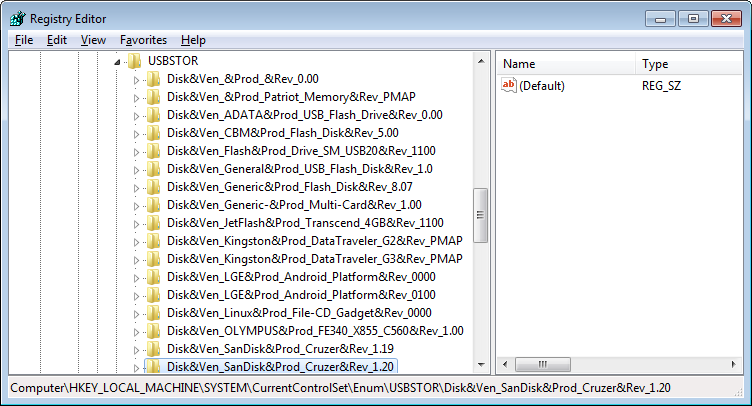 Registry Editor
File Edit View Favorites Help
USBSTOR
Disk&Ven_&Prod_&Rev_0.00
Disk&Ven_&Prod_Patriot_Memory&Rev_PMAP
Disk&Ven_ADATA&Prod_USB_Flash_Drive&Rev_0.00
Disk&Ven_CBM&Prod_Flash_Disk&Rev_5.00
Disk&Ven_Flash&Prod_Drive_SM_USB20&Rev_1100
Disk&Ven_General&Prod_USB_Flash_Disk&Rev_1.0
Disk&Ven_Generic&Prod_Flash_Disk&Rev_8.07
Disk&Ven_Generic-&Prod_Multi-Card&Rev_1.00
Disk&Ven_JetFlash&Prod_Transcend_4GB&Rev_1100
Disk&Ven_Kingston&Prod_DataTraveler_G2&Rev_PMAP
Disk&Ven_Kingston&Prod_DataTraveler_G3&Rev_PMAP
Disk&Ven_LGE&Prod_Android_Platform&Rev_0000
Disk&Ven_LGE&Prod_Android_Platform&Rev_0100
Disk&Ven_Linux&Prod_File-CD_Gadget&Rev_0000
Disk&Ven_OLYMPUS&Prod_FE340_X855_C560&Rev_1.00
Disk&Ven_SanDisk&Prod_Cruzer&Rev_1.19
Disk&Ven_SanDisk&Prod_Cruzer&Rev_1.20
Name Type
ab (Default) REG_SZ
Computer\HKEY_LOCAL_MACHINE\SYSTEM\CurrentControlSet\Enum\USBSTOR\Disk&Ven_SanDisk&Prod_Cruzer&Rev_1.20